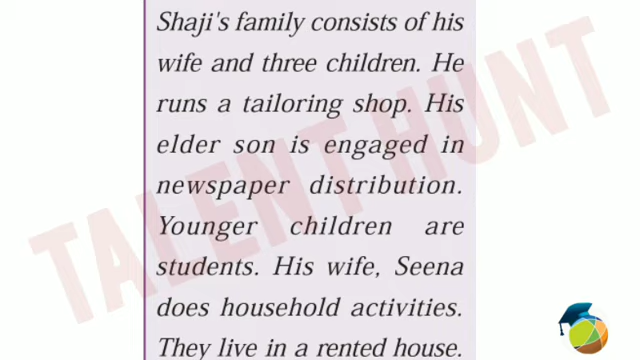 Shaji's family consists of his
wife and three children. He
runs a tailoring shop. His
elder son is engaged in
newspaper distribution.
Younger children are
students. His wife, Seena
does household activities.
They live in a rented house.
TALENT HUNT